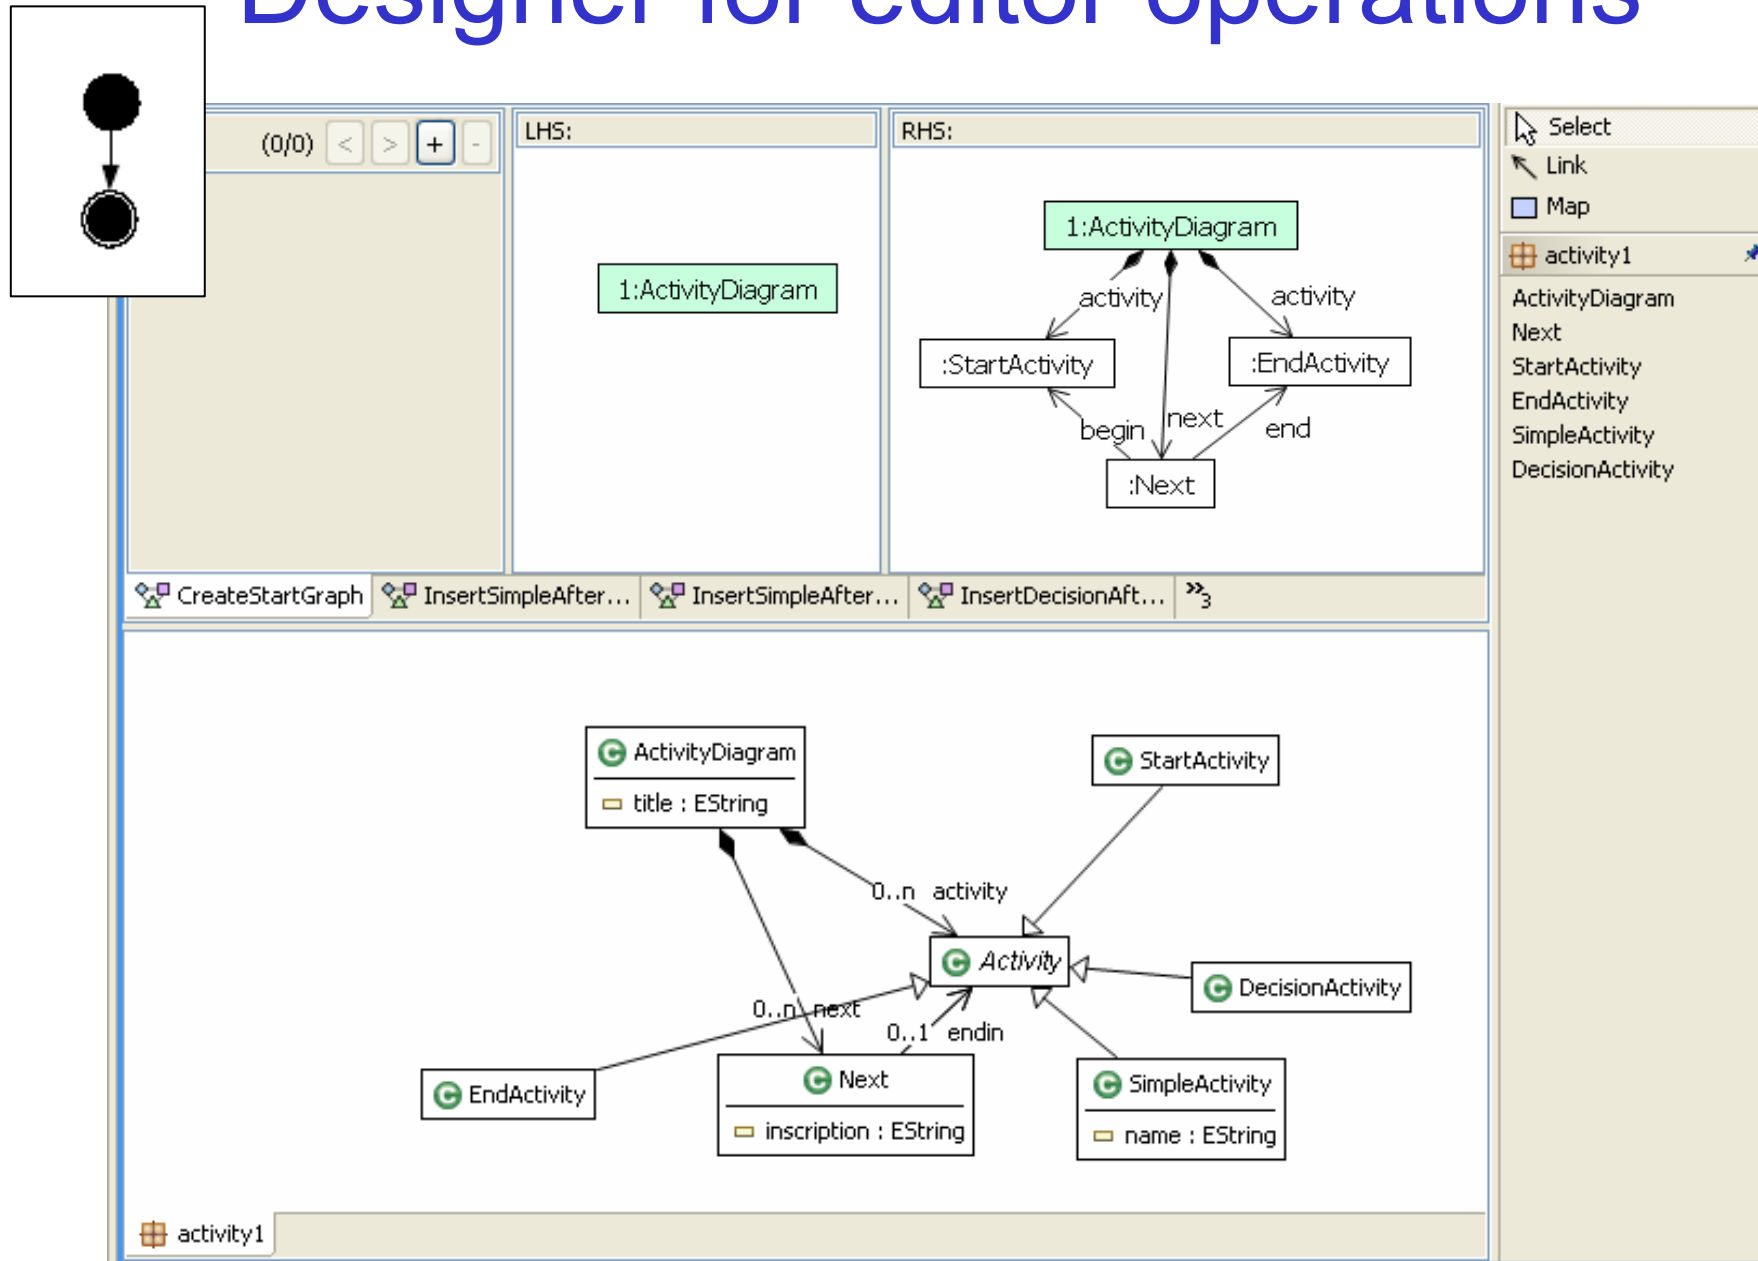 Designer for editor operations
(0/0) < > + -
LHS:
1:ActivityDiagram
RHS:
1:ActivityDiagram
activity
activity
:StartActivity
:EndActivity
begin
next
end
:Next
CreateStartGraph
InsertSimpleAfter...
InsertSimpleAfter...
InsertDecisionAft...
»3
Select
Link
Map
activity1
ActivityDiagram
Next
StartActivity
EndActivity
SimpleActivity
DecisionActivity
C ActivityDiagram
title : EString
C StartActivity
0..n activity
C Activity
C DecisionActivity
0..n next
0..1 endin
C EndActivity
C Next
inscription : EString
C SimpleActivity
name : EString
activity1